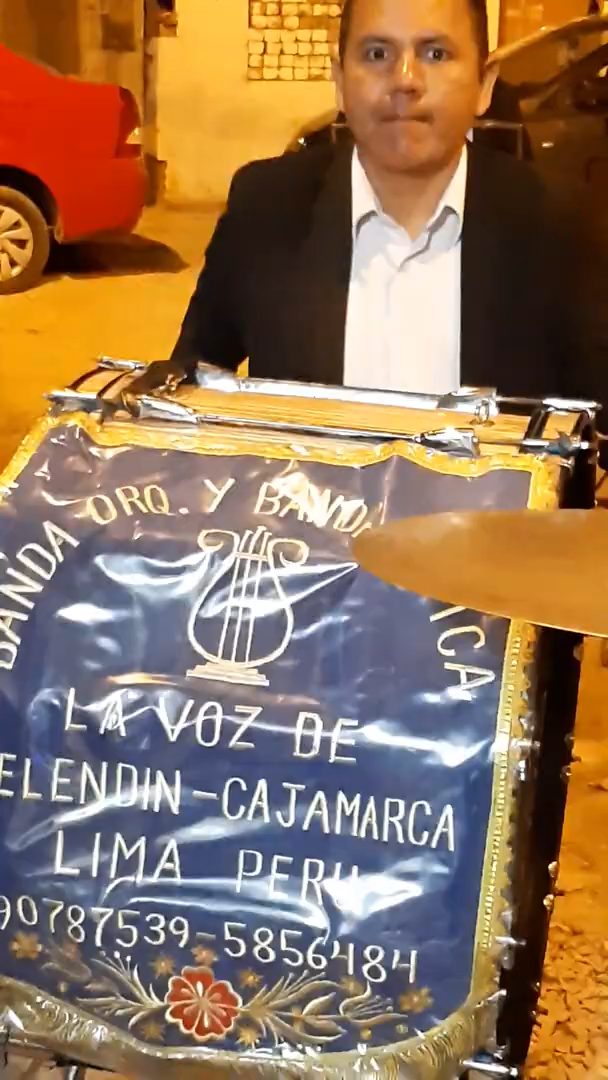 BANDA ORQ. Y BANDA
LA VOZ DE
ELENDIN-CAJAMARCA
LIMA PERU
90787539-5856484